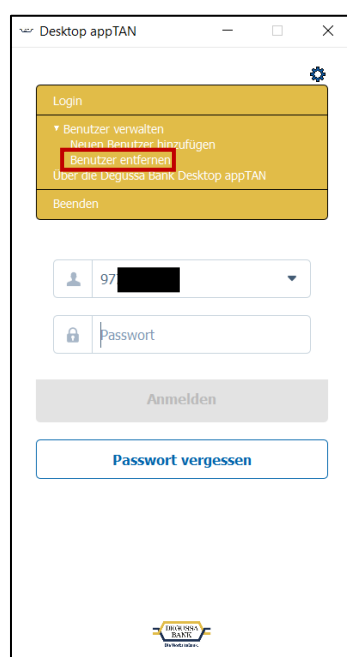 Desktop appTAN
Login
Benutzer verwalten
Neuen Benutzer hinzufügen
Benutzer entfernen
Über die Degussa Bank Desktop appTAN
Beenden
97
Passwort
Anmelden
Passwort vergessen
DEGUSSA
BANK